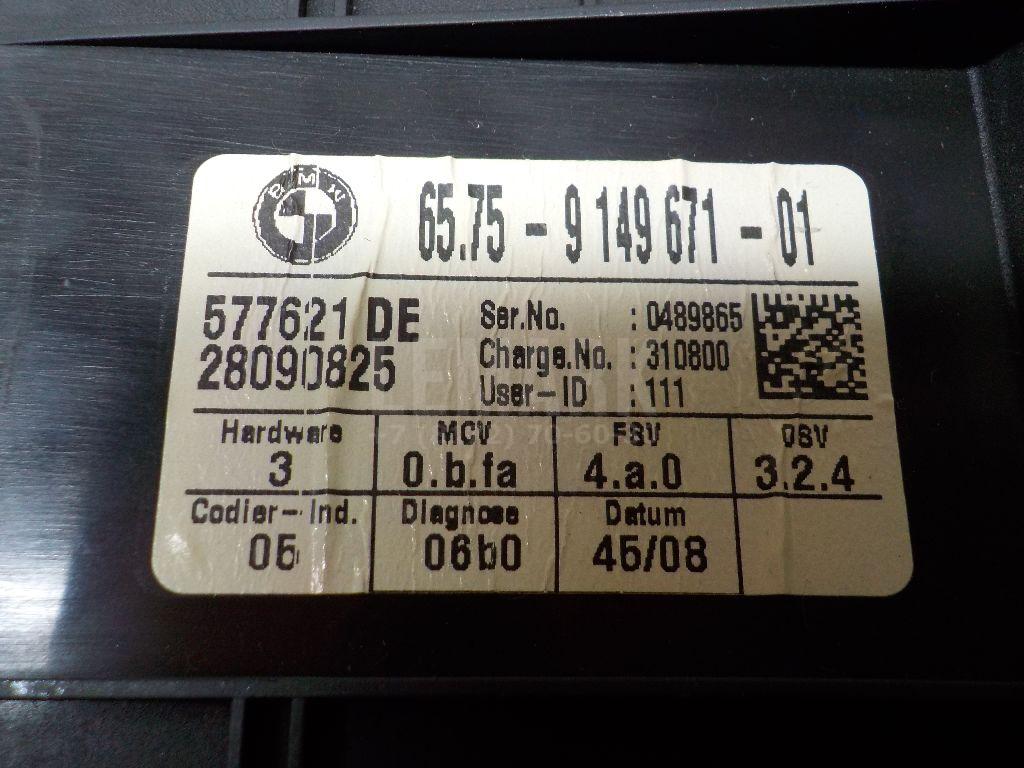 BMW
65.75 - 9 149 671 - 01
577621 DE
28090825
Ser.No. : 0489865
Charge.No. : 310800
User-ID : 111
Hardware MCV FSV OSV
3 0.b.fa 4.a.0 3.2.4
Codier-Ind. Diagnose Datum
05 06b0 45/08